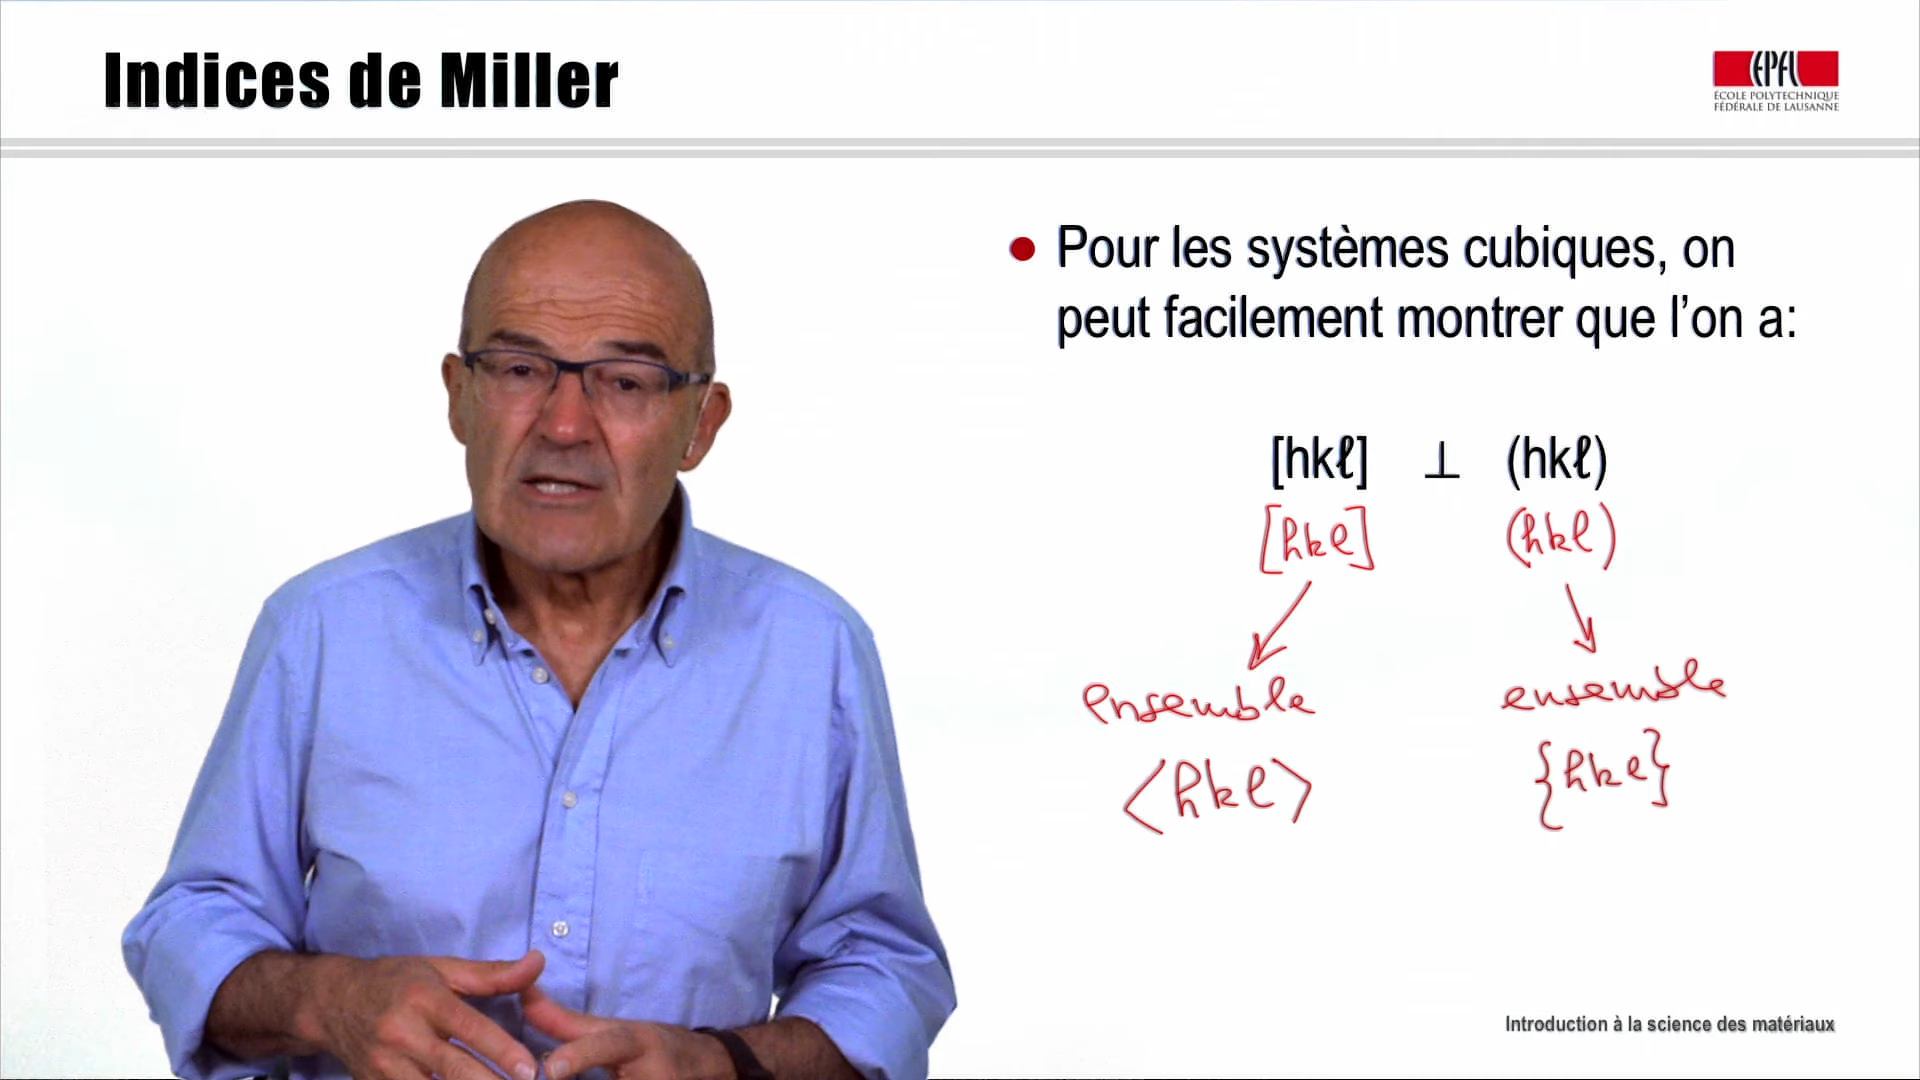 Indices de Miller
EPFL
ÉCOLE POLYTECHNIQUE
FÉDÉRALE DE LAUSANNE
• Pour les systèmes cubiques, on
peut facilement montrer que l’on a:
[hkℓ] ⊥ (hkℓ)
[hkl] (hkl)
ensemble ensemble
<hkl> {hkl}
Introduction à la science des matériaux